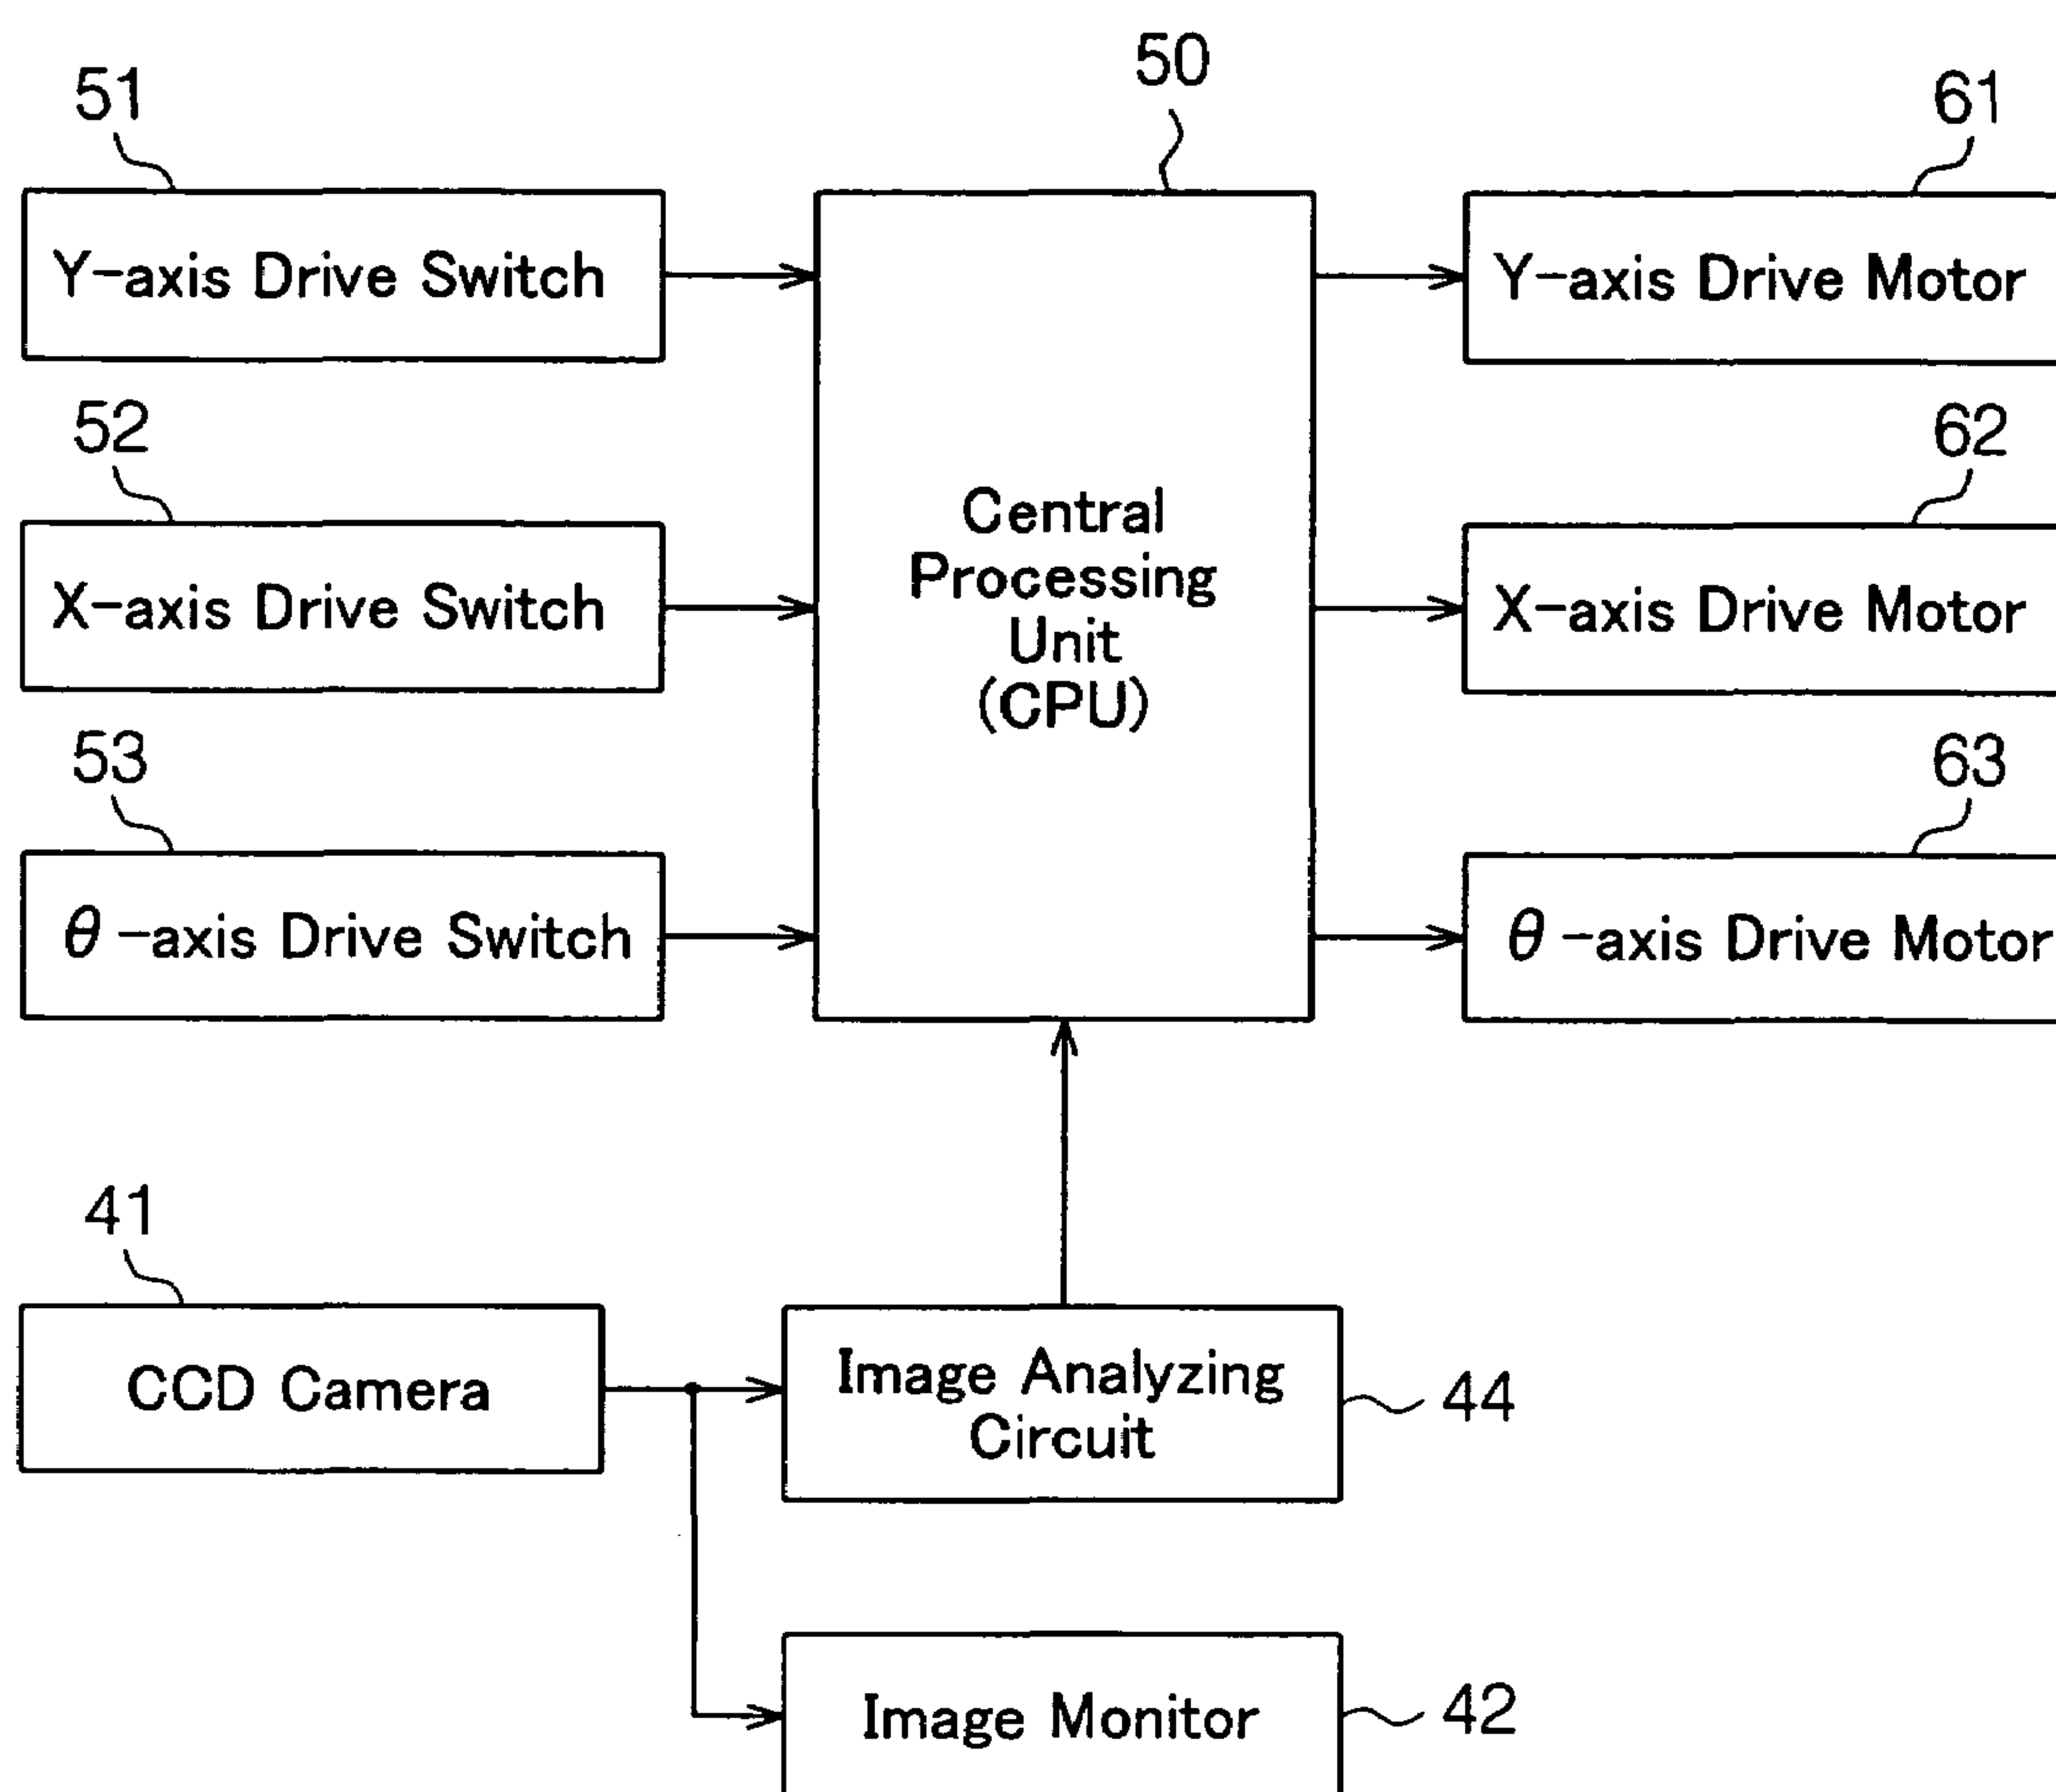 50
51
61
Y-axis Drive Switch
Y-axis Drive Motor
52
62
Central
Processing
Unit
(CPU)
X-axis Drive Switch
X-axis Drive Motor
53
63
θ-axis Drive Switch
θ-axis Drive Motor
41
CCD Camera
Image Analyzing
Circuit
44
Image Monitor
42